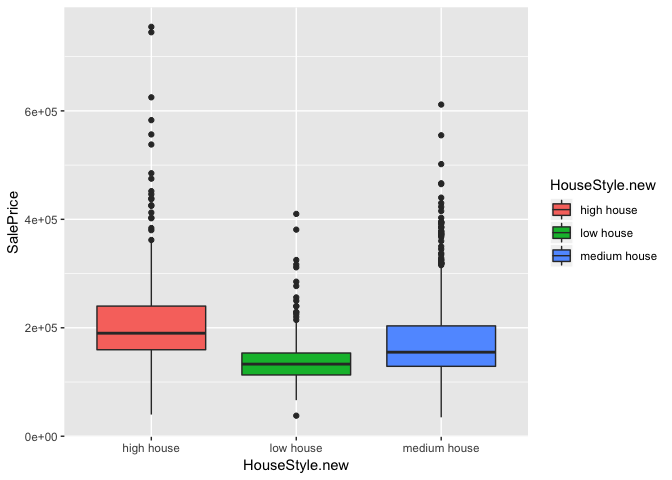 SalePrice
6e+05
4e+05
2e+05
0e+00
high house
low house
medium house
HouseStyle.new
HouseStyle.new
high house
low house
medium house